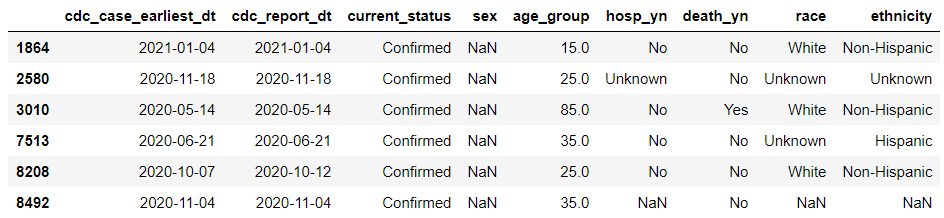 cdc_case_earliest_dt cdc_report_dt current_status sex age_group hosp_yn death_yn race ethnicity
1864 2021-01-04 2021-01-04 Confirmed NaN 15.0 No No White Non-Hispanic
2580 2020-11-18 2020-11-18 Confirmed NaN 25.0 Unknown No Unknown Unknown
3010 2020-05-14 2020-05-14 Confirmed NaN 85.0 No Yes White Non-Hispanic
7513 2020-06-21 2020-06-21 Confirmed NaN 35.0 No No Unknown Hispanic
8208 2020-10-07 2020-10-12 Confirmed NaN 25.0 No No White Non-Hispanic
8492 2020-11-04 2020-11-04 Confirmed NaN 35.0 NaN No NaN NaN